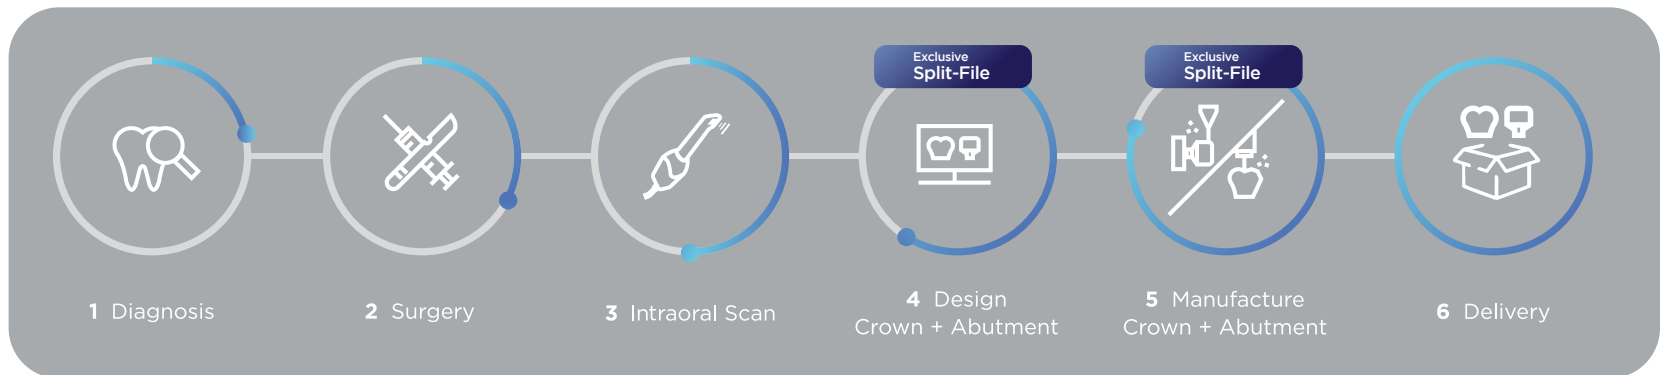 Exclusive
Split-File
Exclusive
Split-File
1 Diagnosis
2 Surgery
3 Intraoral Scan
4 Design
Crown + Abutment
5 Manufacture
Crown + Abutment
6 Delivery